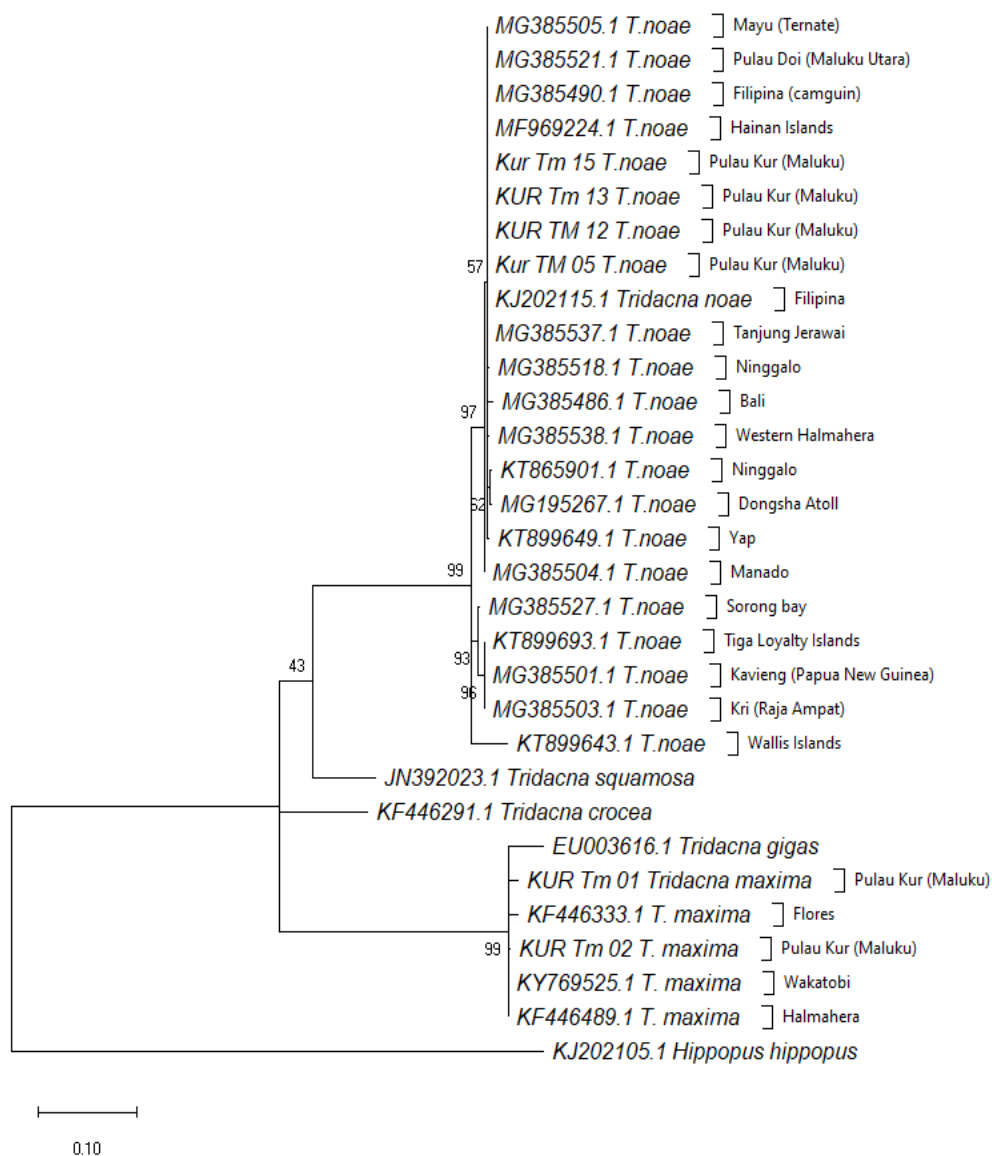 MG385505.1 T.noae Mayu (Ternate)
MG385521.1 T.noae Pulau Doi (Maluku Utara)
MG385490.1 T.noae Filipina (camguin)
MF969224.1 T.noae Hainan Islands
Kur Tm 15 T.noae Pulau Kur (Maluku)
KUR Tm 13 T.noae Pulau Kur (Maluku)
KUR TM 12 T.noae Pulau Kur (Maluku)
57 Kur TM 05 T.noae Pulau Kur (Maluku)
KJ202115.1 Tridacna noae Filipina
MG385537.1 T.noae Tanjung Jerawai
MG385518.1 T.noae Ninggalo
97 MG385486.1 T.noae Bali
MG385538.1 T.noae Western Halmahera
KT865901.1 T.noae Ninggalo
62 MG195267.1 T.noae Dongsha Atoll
KT899649.1 T.noae Yap
99 MG385504.1 T.noae Manado
MG385527.1 T.noae Sorong bay
KT899693.1 T.noae Tiga Loyalty Islands
43 93 MG385501.1 T.noae Kavieng (Papua New Guinea)
96 MG385503.1 T.noae Kri (Raja Ampat)
KT899643.1 T.noae Wallis Islands
JN392023.1 Tridacna squamosa
KF446291.1 Tridacna crocea
EU003616.1 Tridacna gigas
KUR Tm 01 Tridacna maxima Pulau Kur (Maluku)
KF446333.1 T. maxima Flores
99 KUR Tm 02 T. maxima Pulau Kur (Maluku)
KY769525.1 T. maxima Wakatobi
KF446489.1 T. maxima Halmahera
KJ202105.1 Hippopus hippopus
0.10